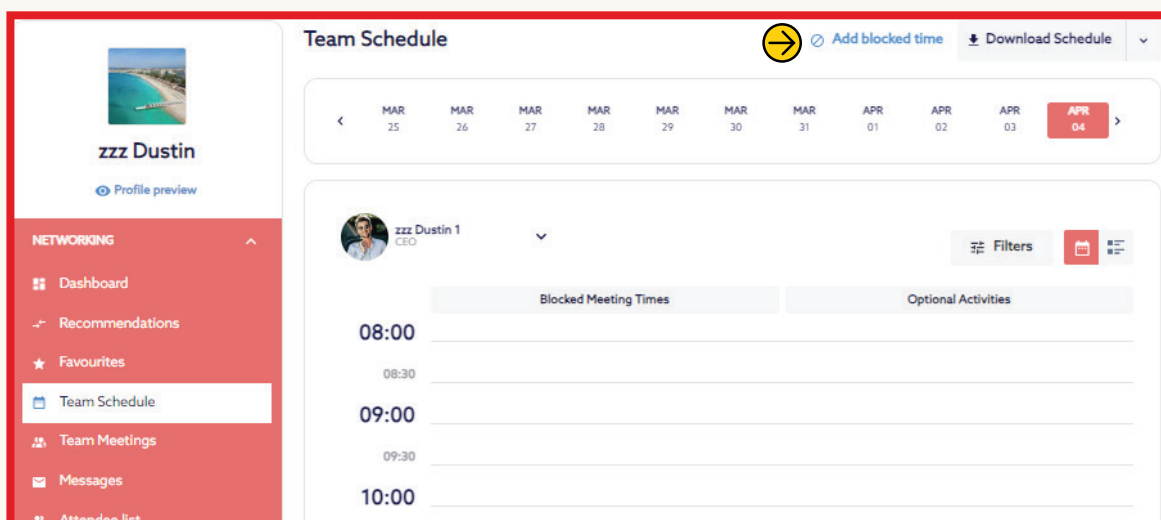 Team Schedule
Add blocked time
Download Schedule
MAR MAR MAR MAR MAR MAR MAR APR APR APR APR
25 26 27 28 29 30 31 01 02 03 04
zzz Dustin
Profile preview
NETWORKING
Dashboard
Recommendations
Favourites
Team Schedule
Team Meetings
Messages
Attendee list
zzz Dustin 1
CEO
Filters
Blocked Meeting Times Optional Activities
08:00
08:30
09:00
09:30
10:00